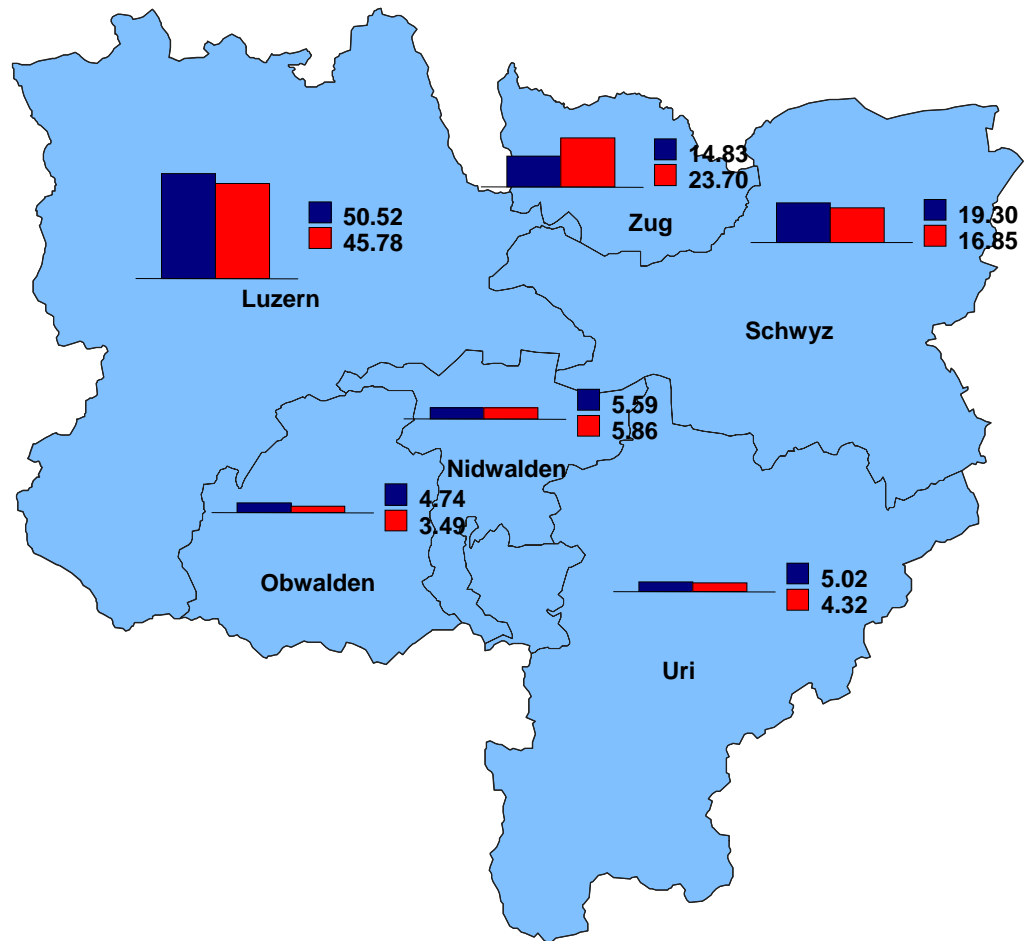 14.83
23.70
Zug
50.52
45.78
Luzern
19.30
16.85
Schwyz
5.59
5.86
Nidwalden
4.74
3.49
Obwalden
5.02
4.32
Uri